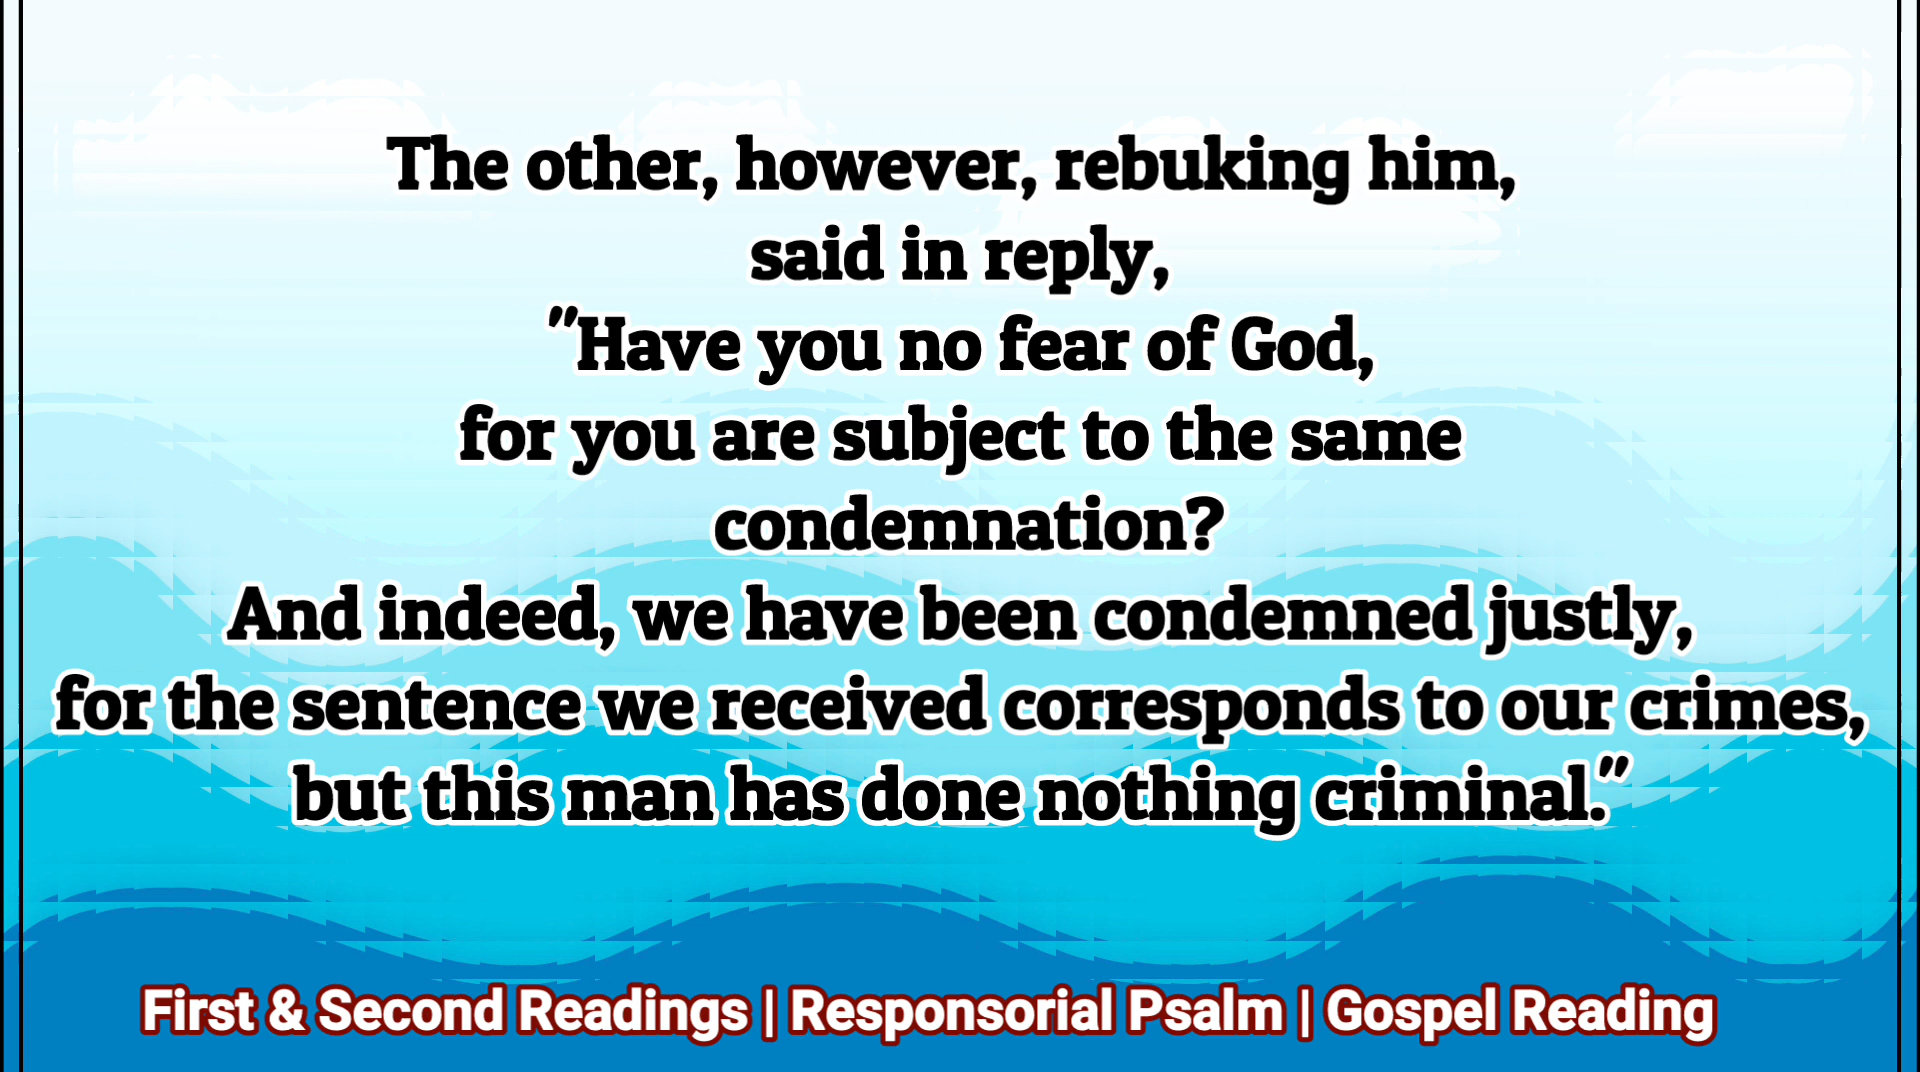 The other, however, rebuking him,
said in reply,
"Have you no fear of God,
for you are subject to the same
condemnation?
And indeed, we have been condemned justly,
for the sentence we received corresponds to our crimes,
but this man has done nothing criminal."
First & Second Readings | Responsorial Psalm | Gospel Reading